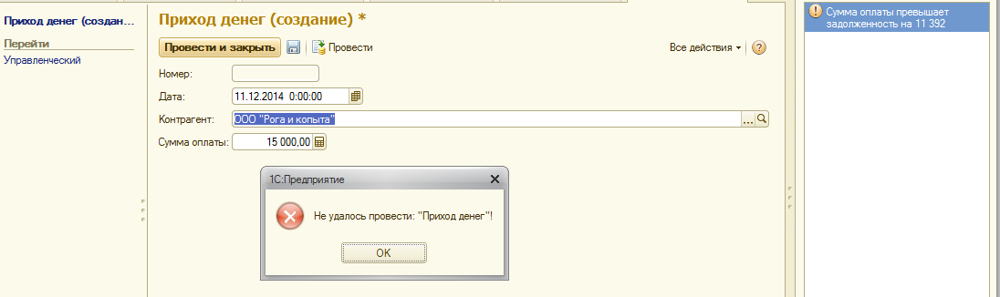 Приход денег (создан...
Перейти
Управленческий
Приход денег (создание) *
Провести и закрыть
Провести
Все действия
?
Номер:
Дата:
11.12.2014 0:00:00
Контрагент:
ООО "Рога и копыта"
...
Сумма оплаты:
15 000,00
1С:Предприятие
Не удалось провести: "Приход денег"!
OK
Сумма оплаты превышает
задолженность на 11 392